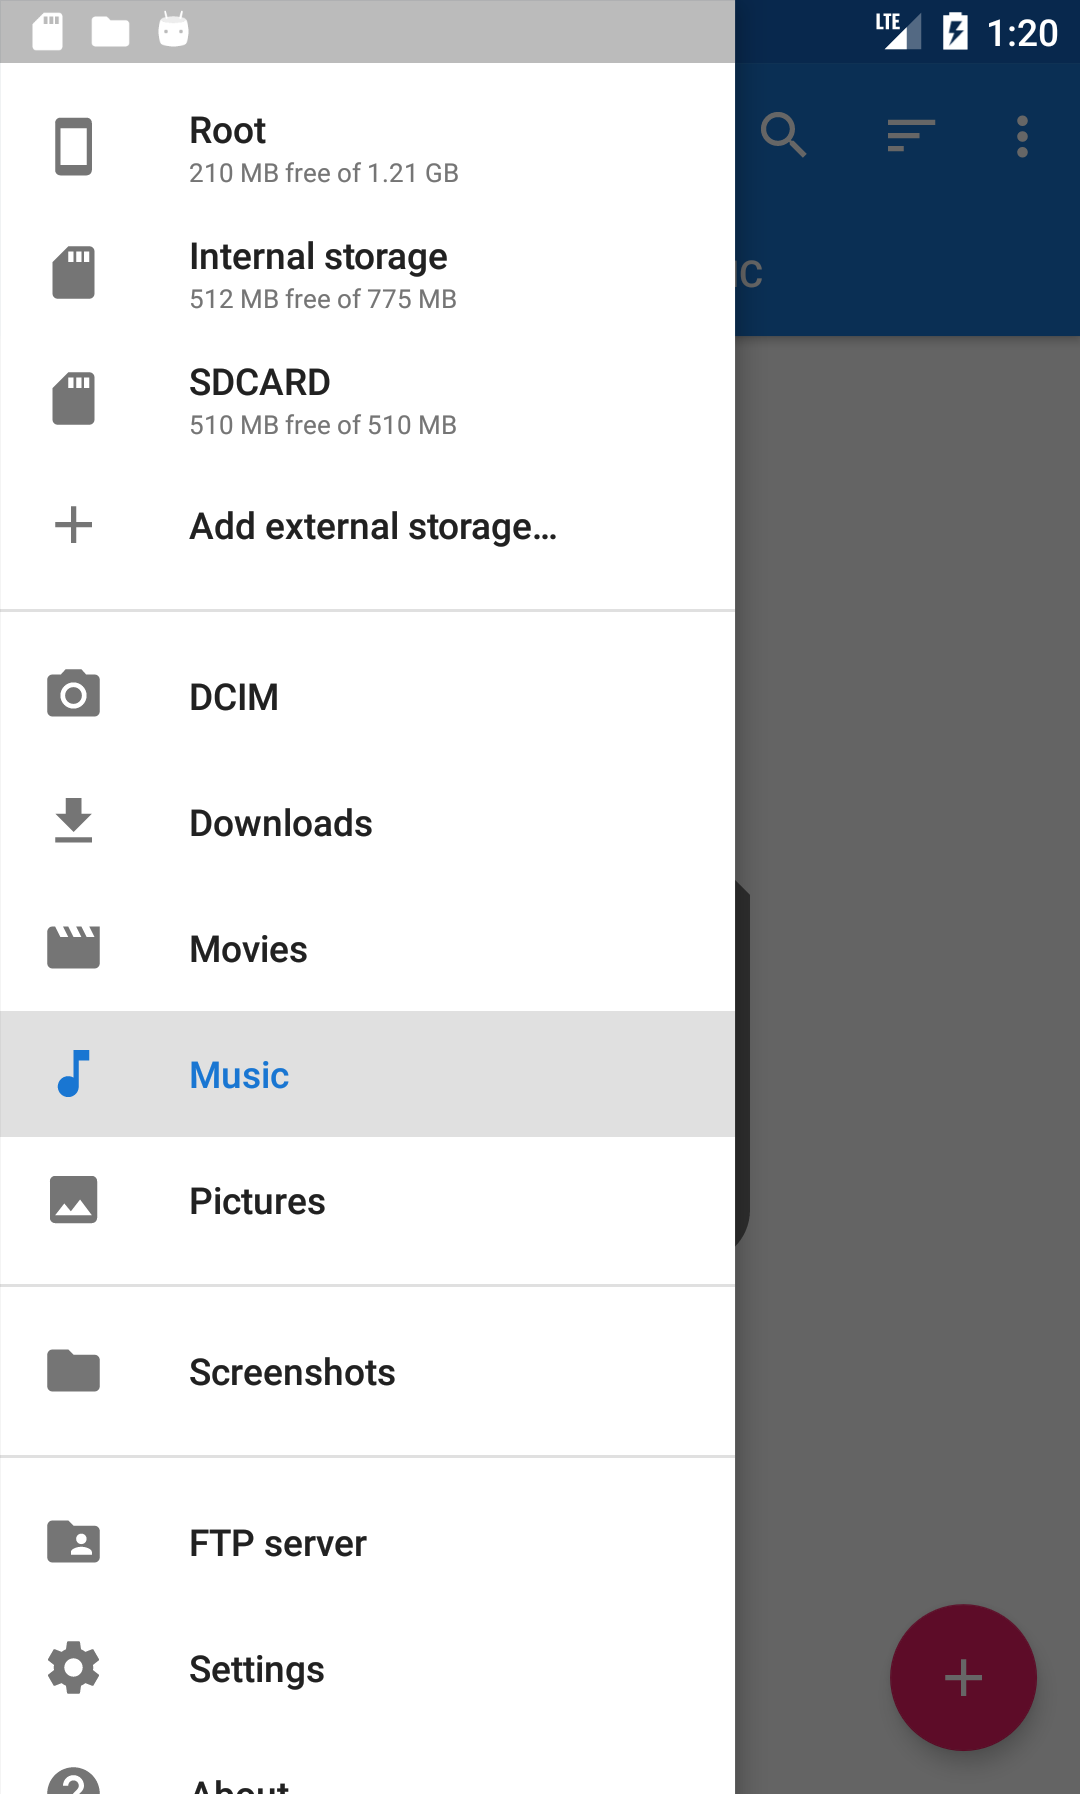 LTE 1:20
Root
210 MB free of 1.21 GB
Internal storage
512 MB free of 775 MB
IC
SDCARD
510 MB free of 510 MB
Add external storage...
DCIM
Downloads
Movies
Music
Pictures
Screenshots
FTP server
Settings
About